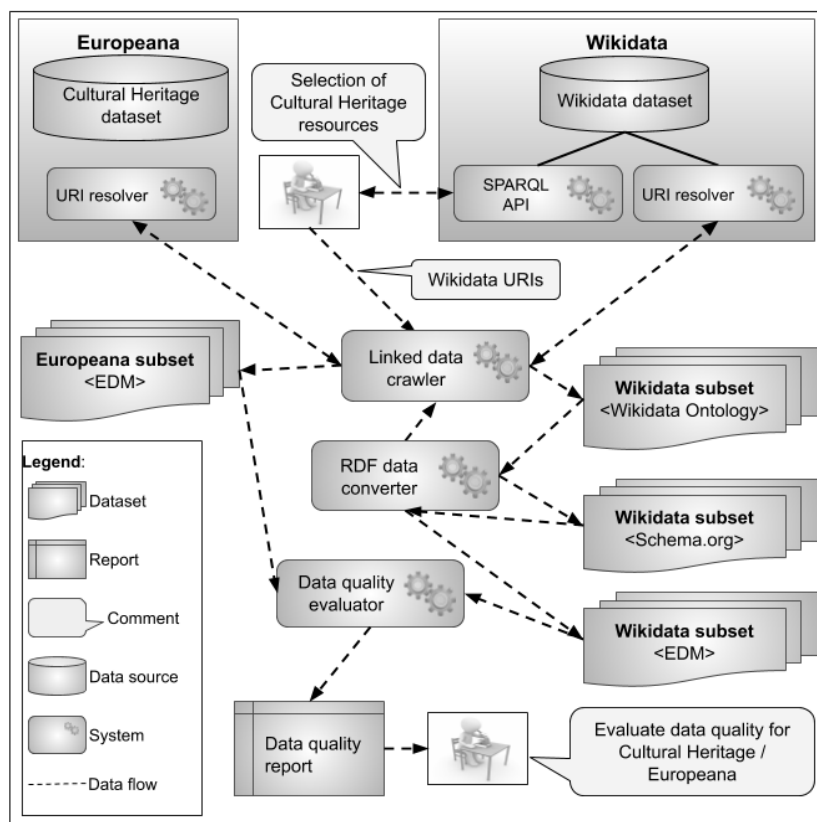 Europeana
Cultural Heritage
dataset
URI resolver
Selection of
Cultural Heritage
resources
Wikidata
Wikidata dataset
SPARQL
API
URI resolver
Wikidata URIs
Linked data
crawler
Europeana subset
<EDM>
Wikidata subset
<Wikidata Ontology>
RDF data
converter
Wikidata subset
<Schema.org>
Data quality
evaluator
Wikidata subset
<EDM>
Legend:
Dataset
Report
Comment
Data source
System
Data flow
Data quality
report
Evaluate data quality for
Cultural Heritage /
Europeana